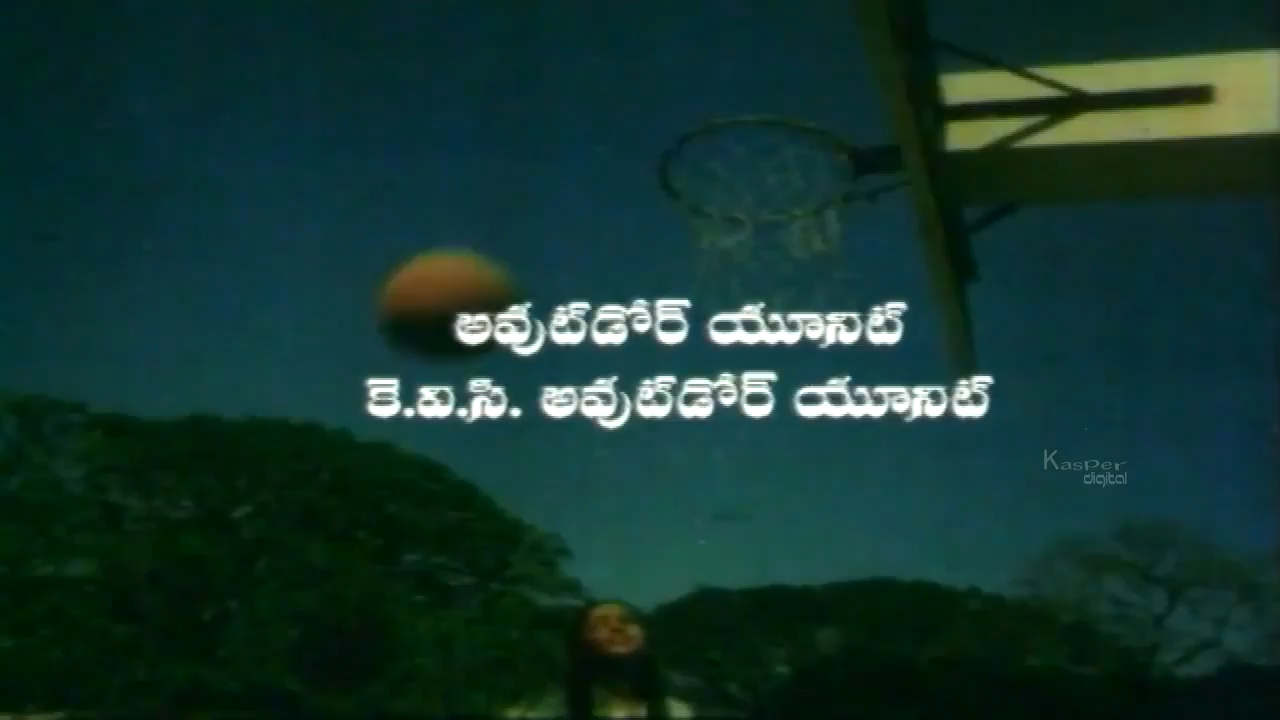 అవుట్‌డోర్ యూనిట్
కె.వి.సి. అవుట్‌డోర్ యూనిట్
Kasper
digital